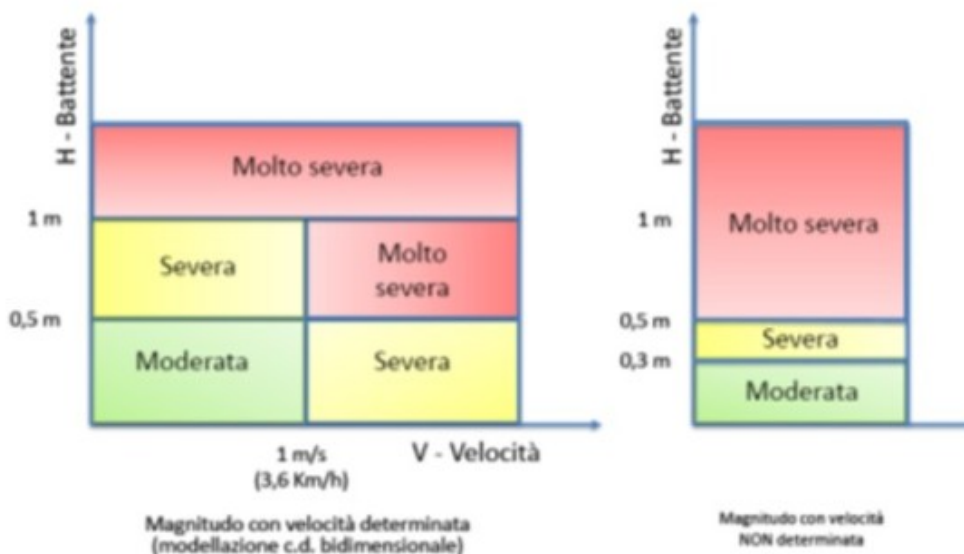 H - Battente
Molto severa
1 m
Severa
Molto
severa
0,5 m
Moderata
Severa
1 m/s
(3,6 Km/h)
V - Velocità
Magnitudo con velocità determinata
(modellazione c.d. bidimensionale)
H - Battente
Molto severa
1 m
0,5 m
Severa
0,3 m
Moderata
Magnitudo con velocità
NON determinata